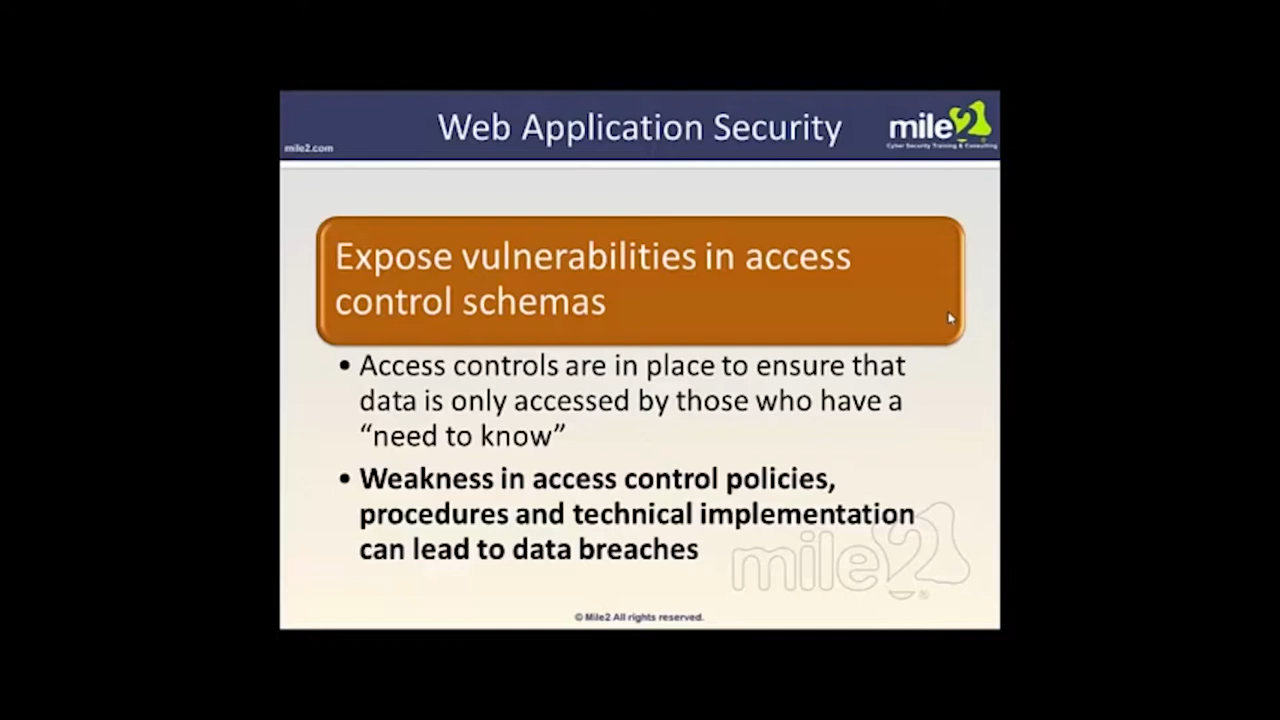 Web Application Security
mile2
Cyber Security Training & Consulting
mile2.com
Expose vulnerabilities in access
control schemas
• Access controls are in place to ensure that
data is only accessed by those who have a
“need to know”
• Weakness in access control policies,
procedures and technical implementation
can lead to data breaches
mile2®
© Mile2 All rights reserved.